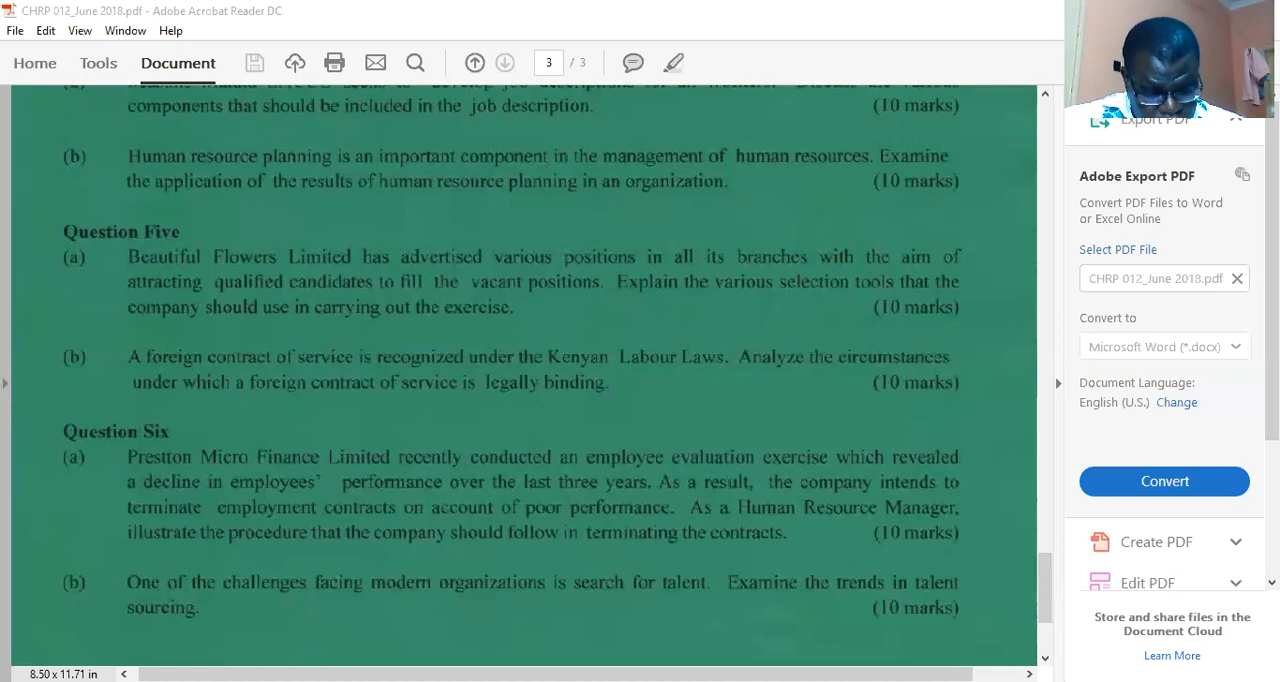 CHRP 012_June 2018.pdf - Adobe Acrobat Reader DC
File Edit View Window Help
Home Tools Document 3 / 3
components that should be included in the job description. (10 marks)
(b) Human resource planning is an important component in the management of human resources. Examine
the application of the results of human resource planning in an organization. (10 marks)
Question Five
(a) Beautiful Flowers Limited has advertised various positions in all its branches with the aim of
attracting qualified candidates to fill the vacant positions. Explain the various selection tools that the
company should use in carrying out the exercise. (10 marks)
(b) A foreign contract of service is recognized under the Kenyan Labour Laws. Analyze the circumstances
under which a foreign contract of service is legally binding. (10 marks)
Question Six
(a) Prestton Micro Finance Limited recently conducted an employee evaluation exercise which revealed
a decline in employees' performance over the last three years. As a result, the company intends to
terminate employment contracts on account of poor performance. As a Human Resource Manager,
illustrate the procedure that the company should follow in terminating the contracts. (10 marks)
(b) One of the challenges facing modern organizations is search for talent. Examine the trends in talent
sourcing. (10 marks)
8.50 x 11.71 in
Export PDF
Adobe Export PDF
Convert PDF Files to Word
or Excel Online
Select PDF File
CHRP 012_June 2018.pdf
Convert to
Microsoft Word (*.docx)
Document Language:
English (U.S.) Change
Convert
Create PDF
Edit PDF
Store and share files in the
Document Cloud
Learn More